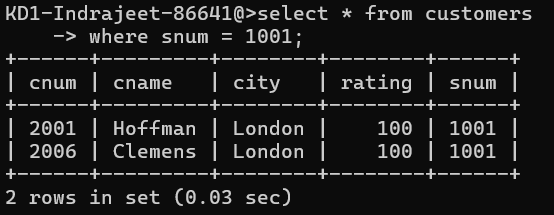 KD1-Indrajeet-86641@>select * from customers
    -> where snum = 1001;
+------+---------+--------+--------+------+
| cnum | cname   | city   | rating | snum |
+------+---------+--------+--------+------+
| 2001 | Hoffman | London |    100 | 1001 |
| 2006 | Clemens | London |    100 | 1001 |
+------+---------+--------+--------+------+
2 rows in set (0.03 sec)